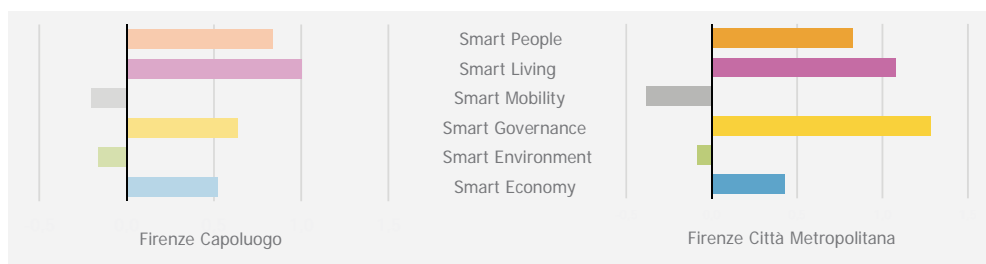 Smart People
Smart Living
Smart Mobility
Smart Governance
Smart Environment
Smart Economy
Firenze Capoluogo
Firenze Città Metropolitana